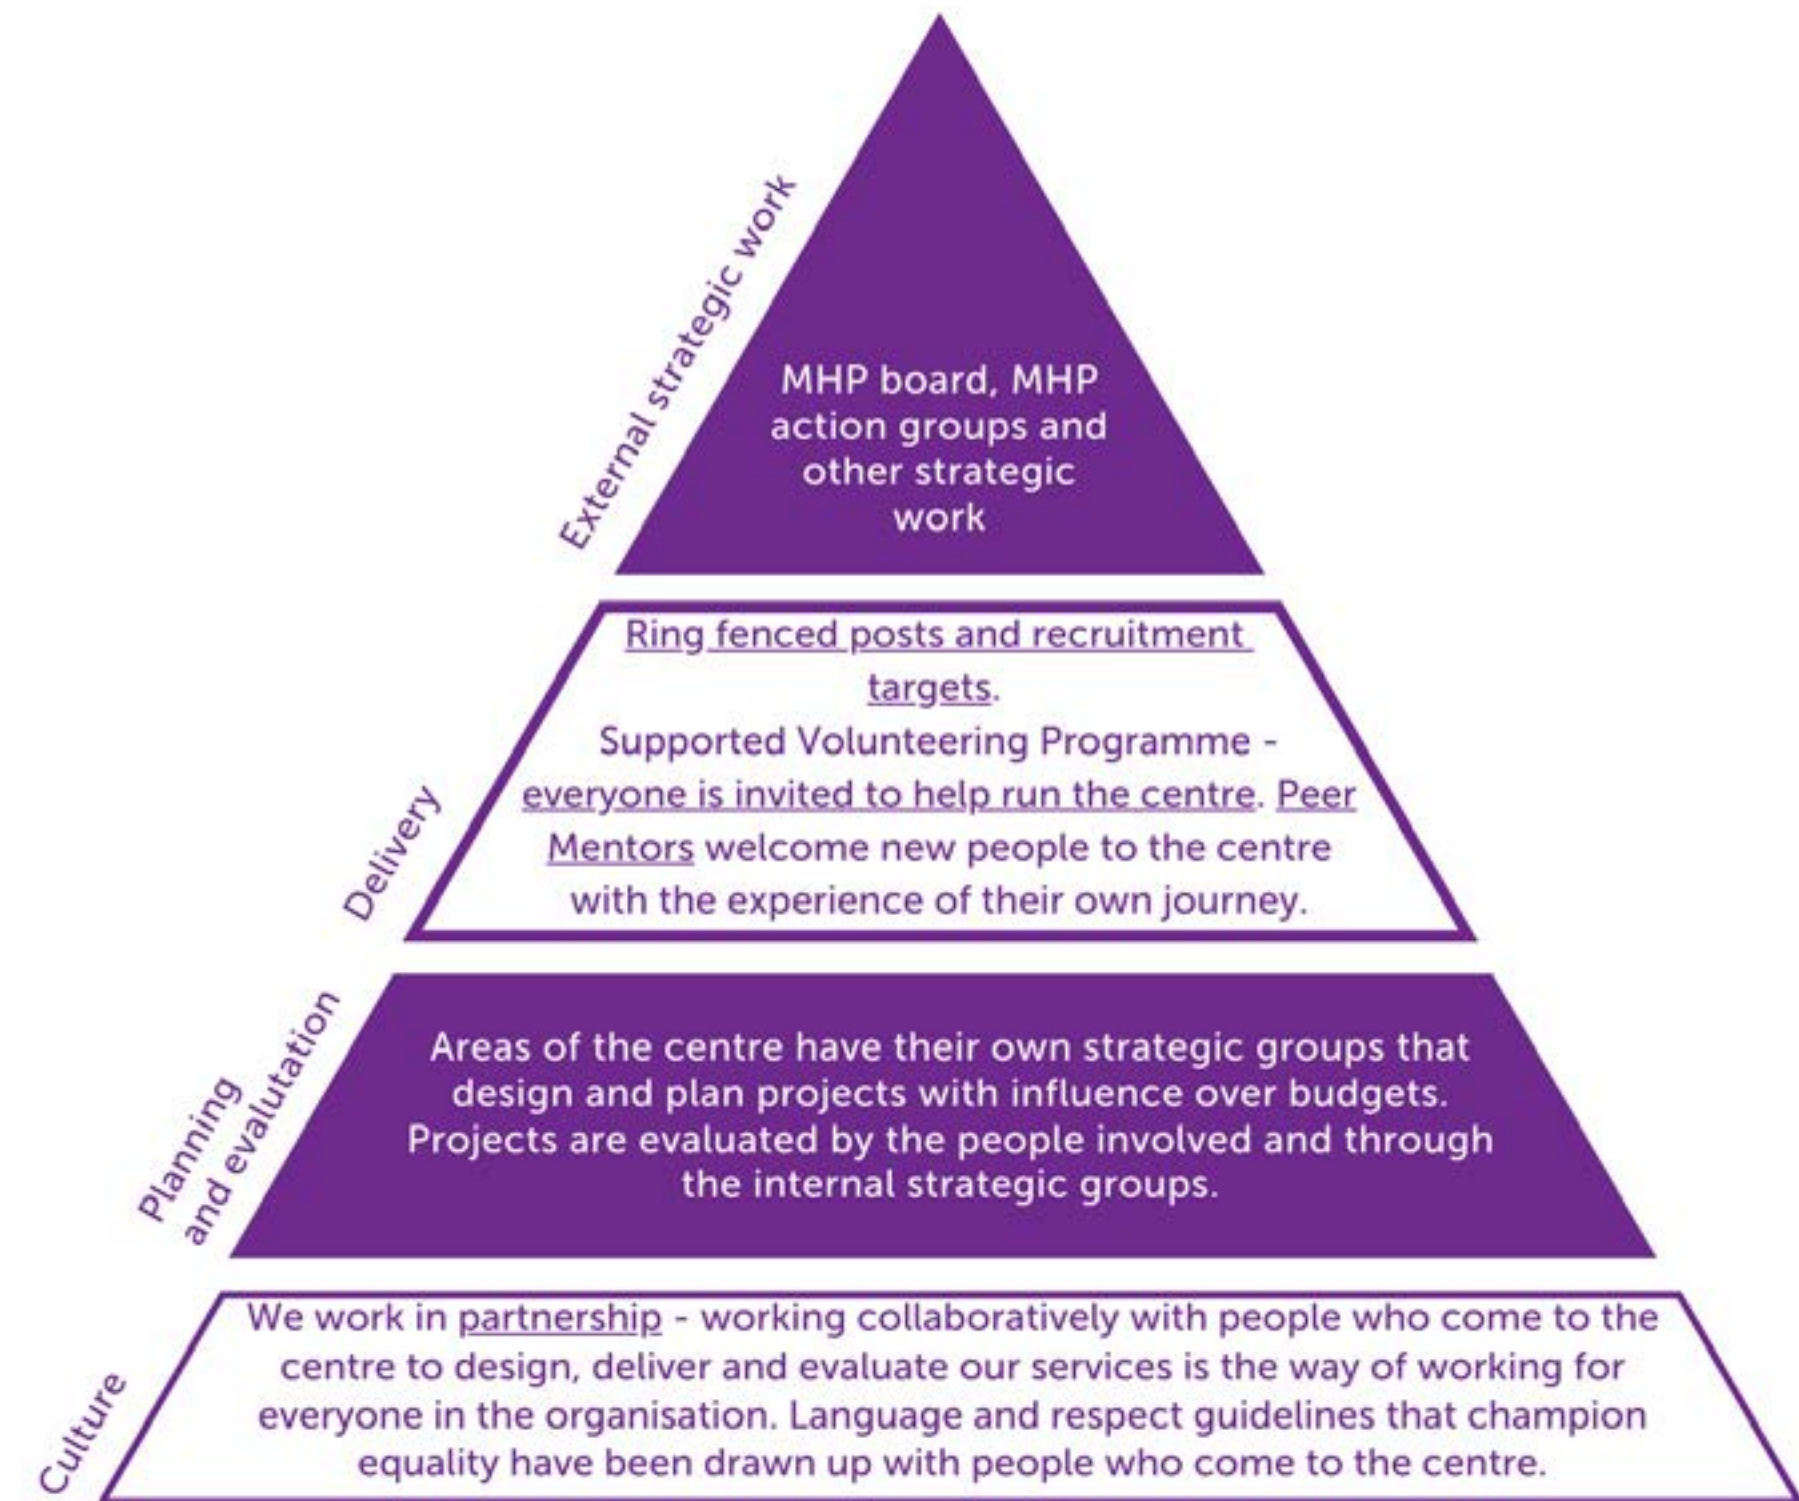 External strategic work
MHP board, MHP
action groups and
other strategic
work
Delivery
Ring fenced posts and recruitment
targets.
Supported Volunteering Programme -
everyone is invited to help run the centre. Peer
Mentors welcome new people to the centre
with the experience of their own journey.
Planning
and evalutation
Areas of the centre have their own strategic groups that
design and plan projects with influence over budgets.
Projects are evaluated by the people involved and through
the internal strategic groups.
Culture
We work in partnership - working collaboratively with people who come to the
centre to design, deliver and evaluate our services is the way of working for
everyone in the organisation. Language and respect guidelines that champion
equality have been drawn up with people who come to the centre.